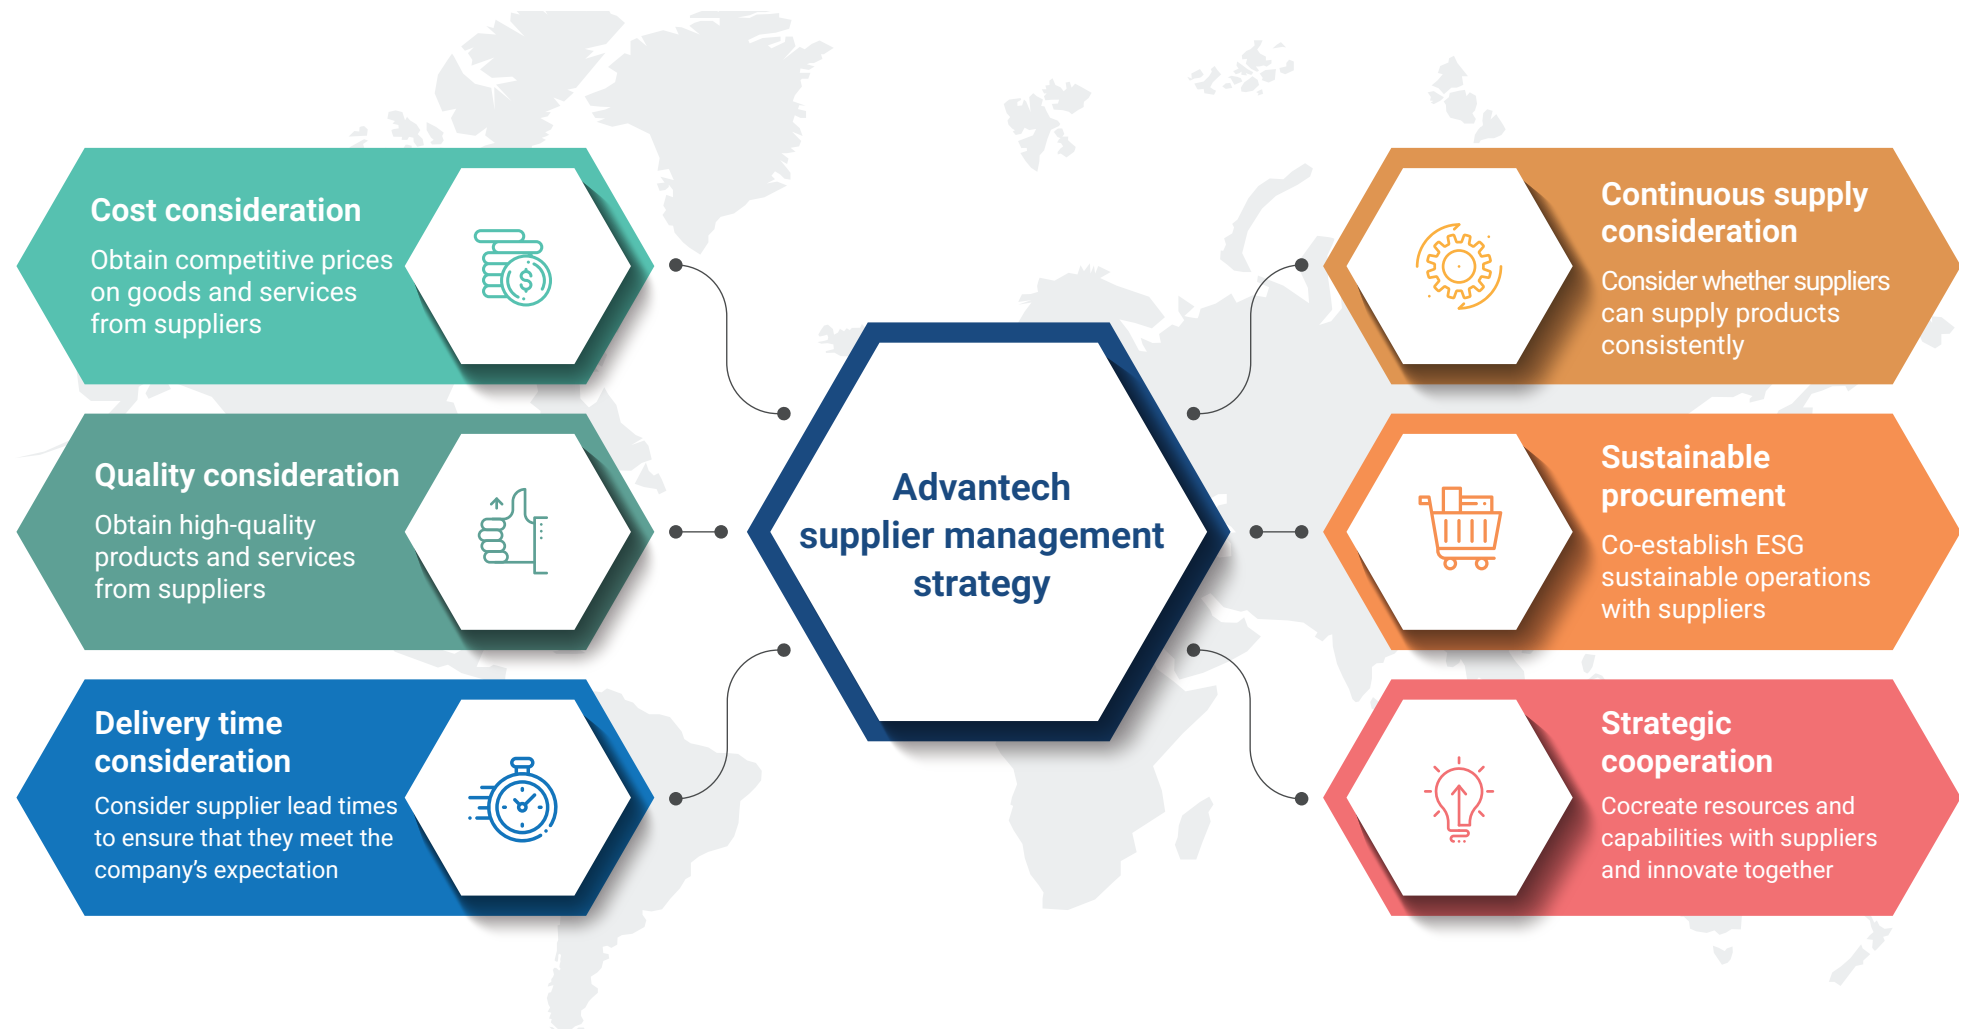 Cost consideration
Obtain competitive prices
on goods and services
from suppliers
Quality consideration
Obtain high-quality
products and services
from suppliers
Delivery time
consideration
Consider supplier lead times
to ensure that they meet the
company's expectation
Advantech
supplier management
strategy
Continuous supply
consideration
Consider whether suppliers
can supply products
consistently
Sustainable
procurement
Co-establish ESG
sustainable operations
with suppliers
Strategic
cooperation
Cocreate resources and
capabilities with suppliers
and innovate together